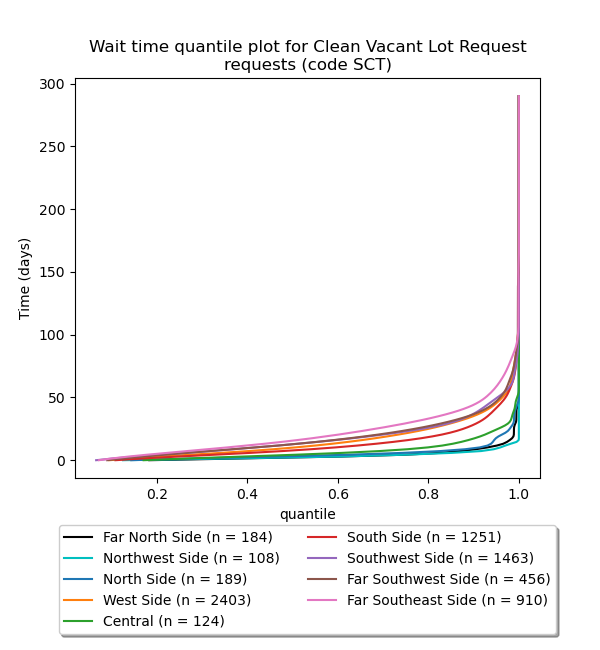 Wait time quantile plot for Clean Vacant Lot Request
requests (code SCT)
300
250
200
150
100
50
0
Time (days)
0.2 0.4 0.6 0.8 1.0
quantile
Far North Side (n = 184)
Northwest Side (n = 108)
North Side (n = 189)
West Side (n = 2403)
Central (n = 124)
South Side (n = 1251)
Southwest Side (n = 1463)
Far Southwest Side (n = 456)
Far Southeast Side (n = 910)